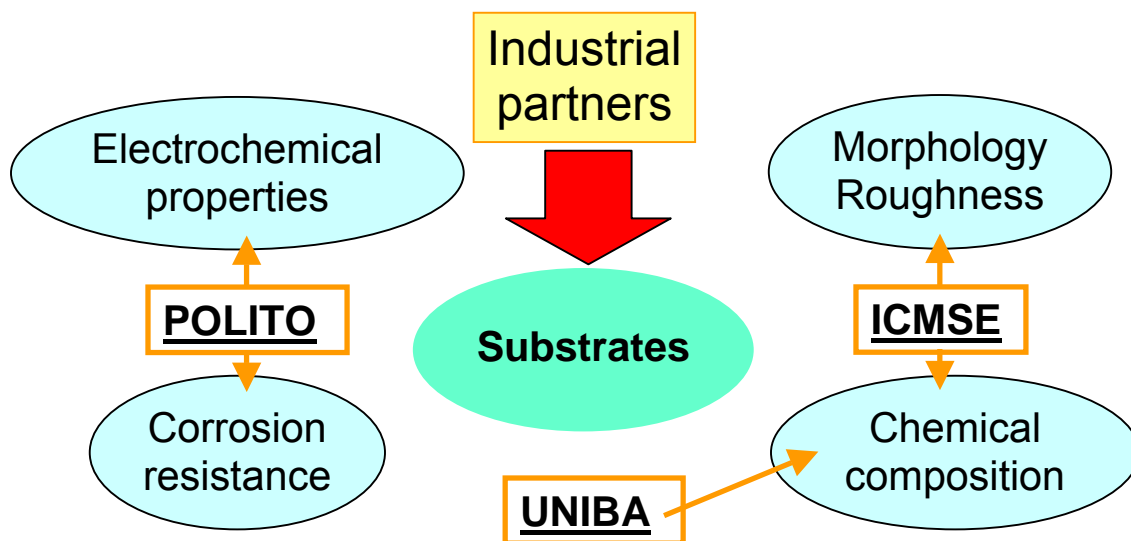 Industrial
partners
Electrochemical
properties
Morphology
Roughness
POLITO
ICMSE
Substrates
Corrosion
resistance
Chemical
composition
UNIBA